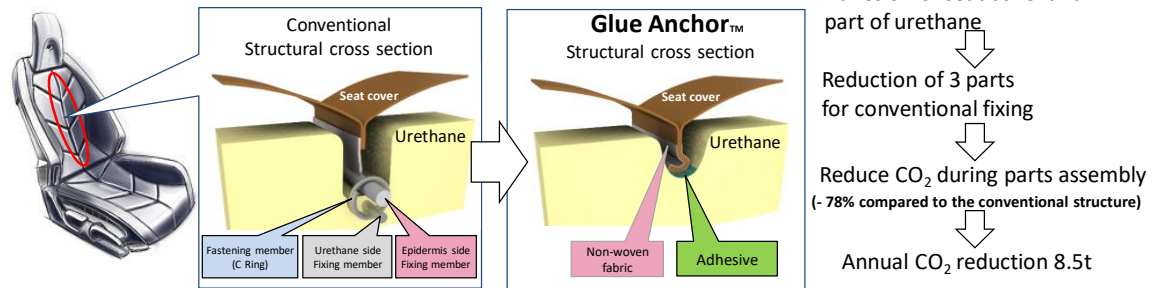 Conventional
Structural cross section
Seat cover
Urethane
Fastening member
(C Ring)
Urethane side
Fixing member
Epidermis side
Fixing member
Glue Anchor™
Structural cross section
Seat cover
Urethane
Non-woven
fabric
Adhesive
part of urethane
Reduction of 3 parts
for conventional fixing
Reduce CO₂ during parts assembly
(- 78% compared to the conventional structure)
Annual CO₂ reduction 8.5t